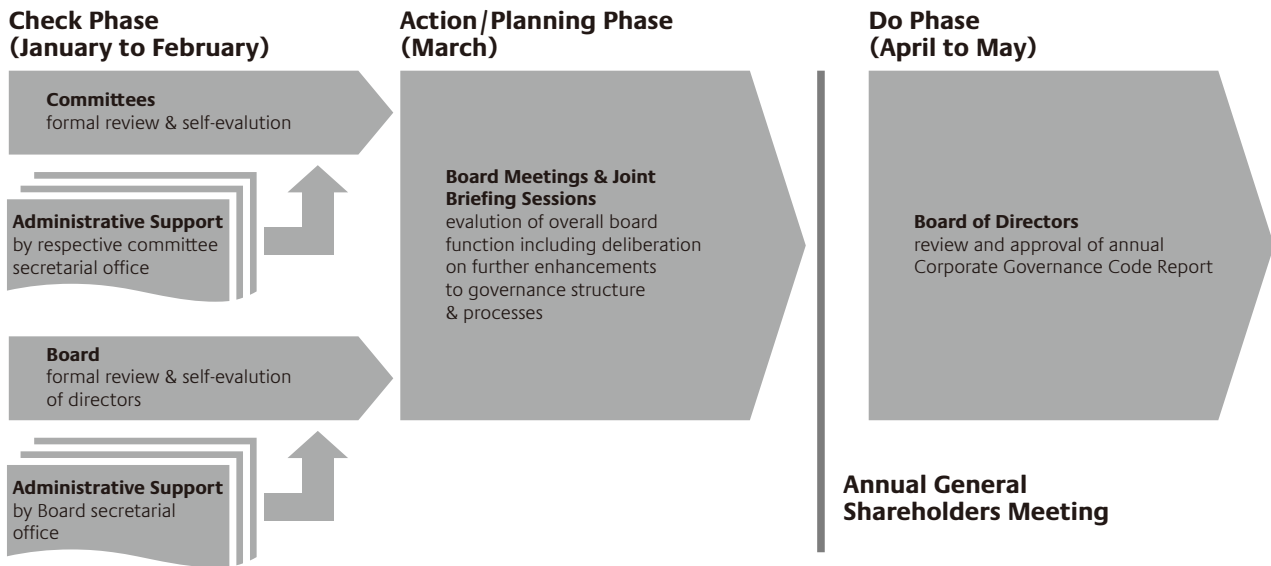 Check Phase
(January to February)
Committees
formal review & self-evalution
Administrative Support
by respective committee
secretarial office
Board
formal review & self-evalution
of directors
Administrative Support
by Board secretarial
office
Action/Planning Phase
(March)
Board Meetings & Joint
Briefing Sessions
evalution of overall board
function including deliberation
on further enhancements
to governance structure
& processes
Do Phase
(April to May)
Board of Directors
review and approval of annual
Corporate Governance Code Report
Annual General
Shareholders Meeting